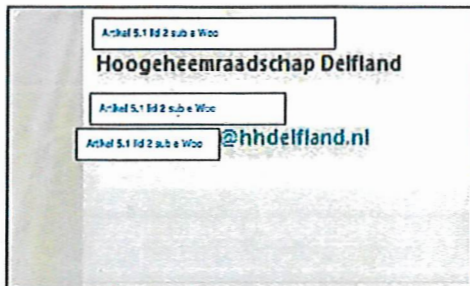 Artikel 5.1 lid 2 sub e Woo
Hoogeheemraadschap Delfland
Artikel 5.1 lid 2 sub e Woo
Artikel 5.1 lid 2 sub e Woo @hhdelfland.nl